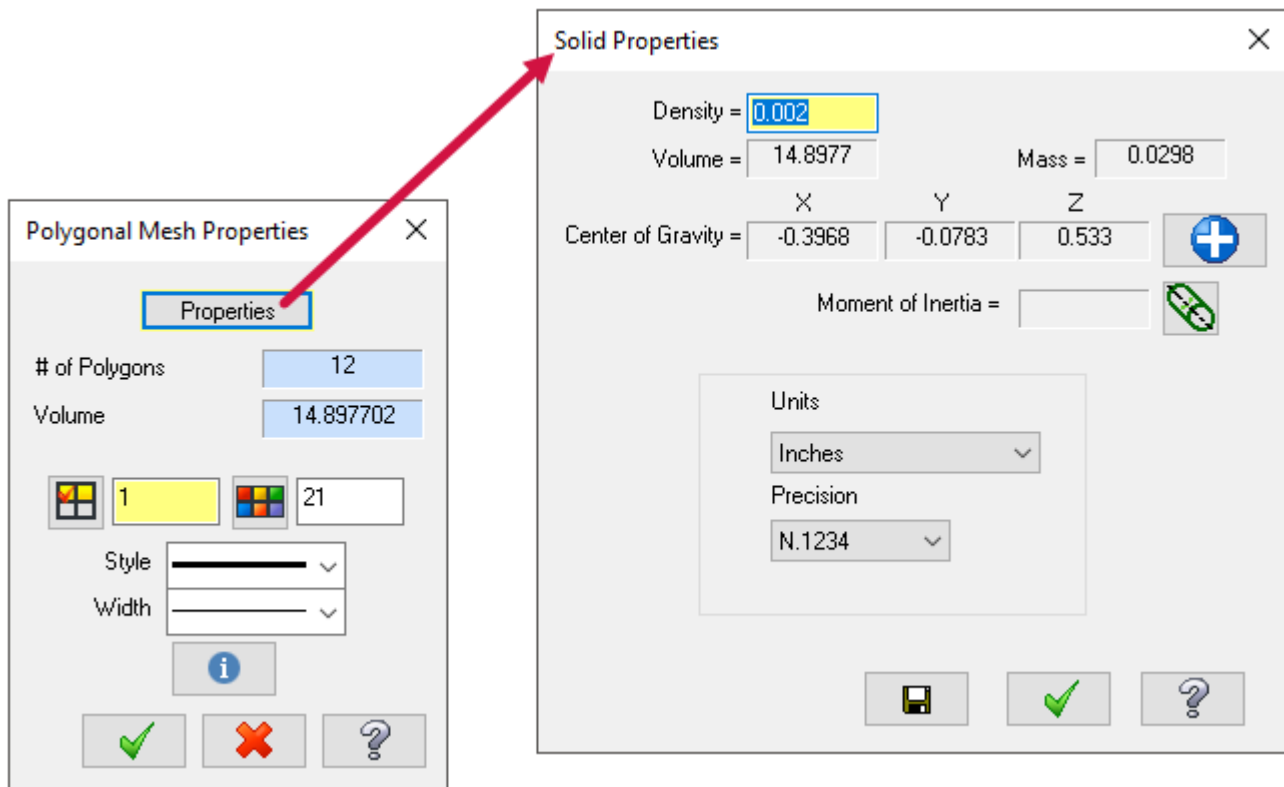 Polygonal Mesh Properties
Properties
# of Polygons 12
Volume 14.897702
1 21
Style
Width
Solid Properties
Density = 0.002
Volume = 14.8977 Mass = 0.0298
X Y Z
Center of Gravity = -0.3968 -0.0783 0.533
Moment of Inertia =
Units
Inches
Precision
N.1234